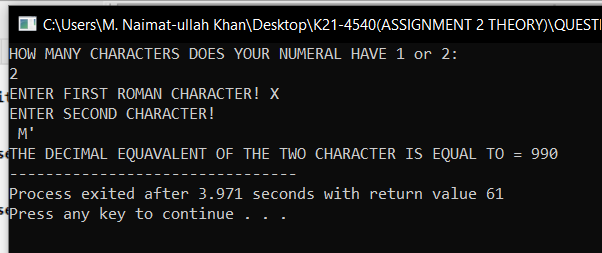 C:\Users\M. Naimat-ullah Khan\Desktop\K21-4540(ASSIGNMENT 2 THEORY)\QUESTI
HOW MANY CHARACTERS DOES YOUR NUMERAL HAVE 1 or 2:
2
ENTER FIRST ROMAN CHARACTER! X
ENTER SECOND CHARACTER!
 M'
THE DECIMAL EQUAVALENT OF THE TWO CHARACTER IS EQUAL TO = 990
--------------------------------
Process exited after 3.971 seconds with return value 61
Press any key to continue . . .